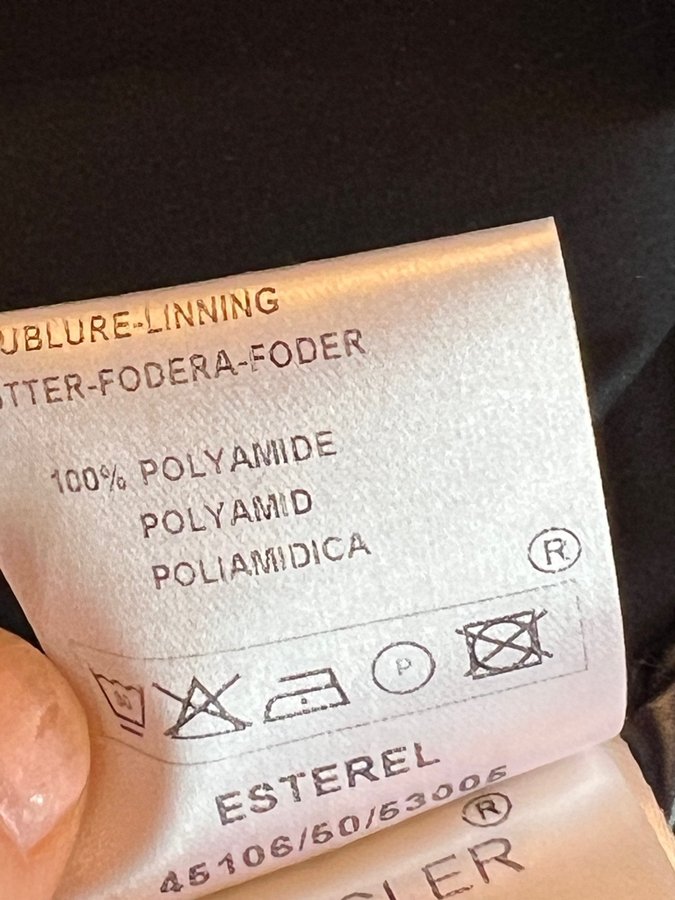 UBLURE-LINNING
TTER-FODERA-FODER
100% POLYAMIDE
POLYAMID
POLIAMIDICA
®
P
ESTEREL
45106/50/53005
®
CLER